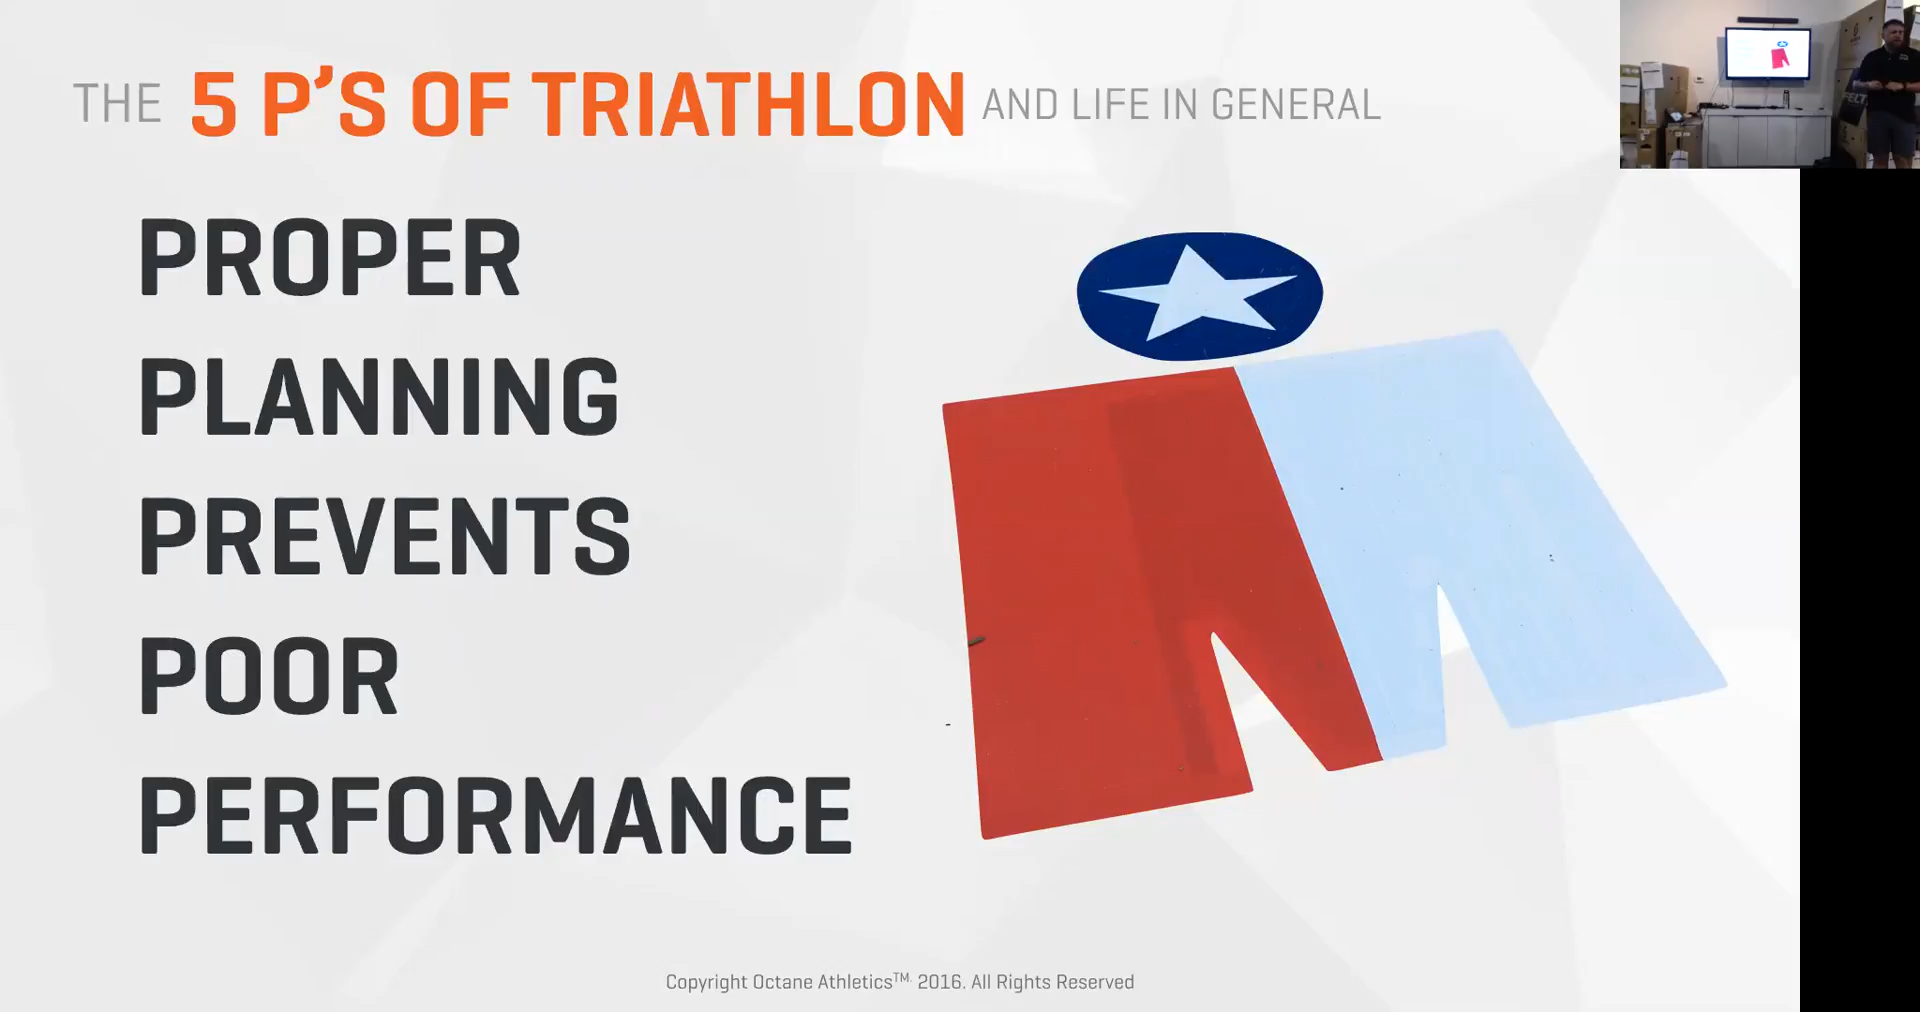 THE 5 P'S OF TRIATHLON AND LIFE IN GENERAL
PROPER
PLANNING
PREVENTS
POOR
PERFORMANCE
FELT
Copyright Octane Athletics™ 2016. All Rights Reserved